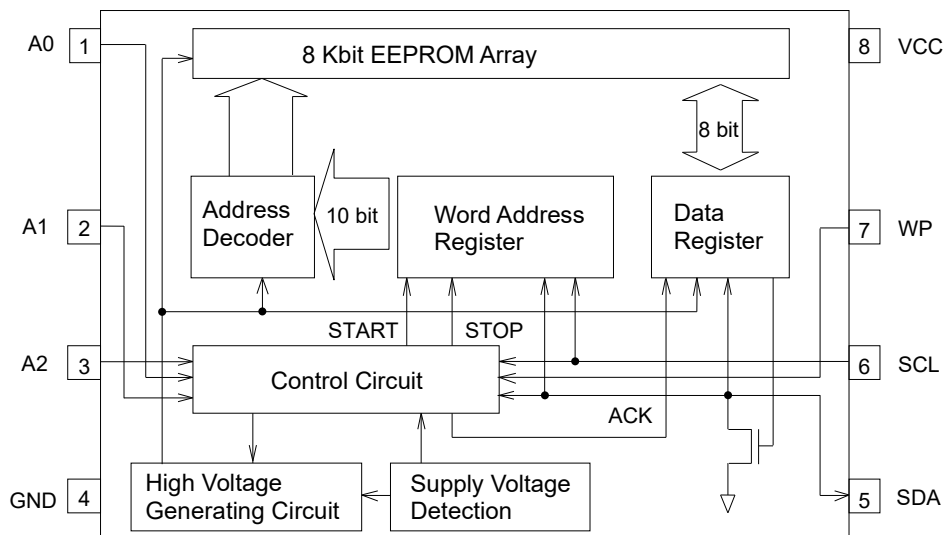 A0 1 8 Kbit EEPROM Array 8 VCC
8 bit
A1 2 Address
Decoder 10 bit Word Address
Register Data
Register 7 WP
START STOP
A2 3 Control Circuit 6 SCL
ACK
GND 4 High Voltage
Generating Circuit Supply Voltage
Detection 5 SDA